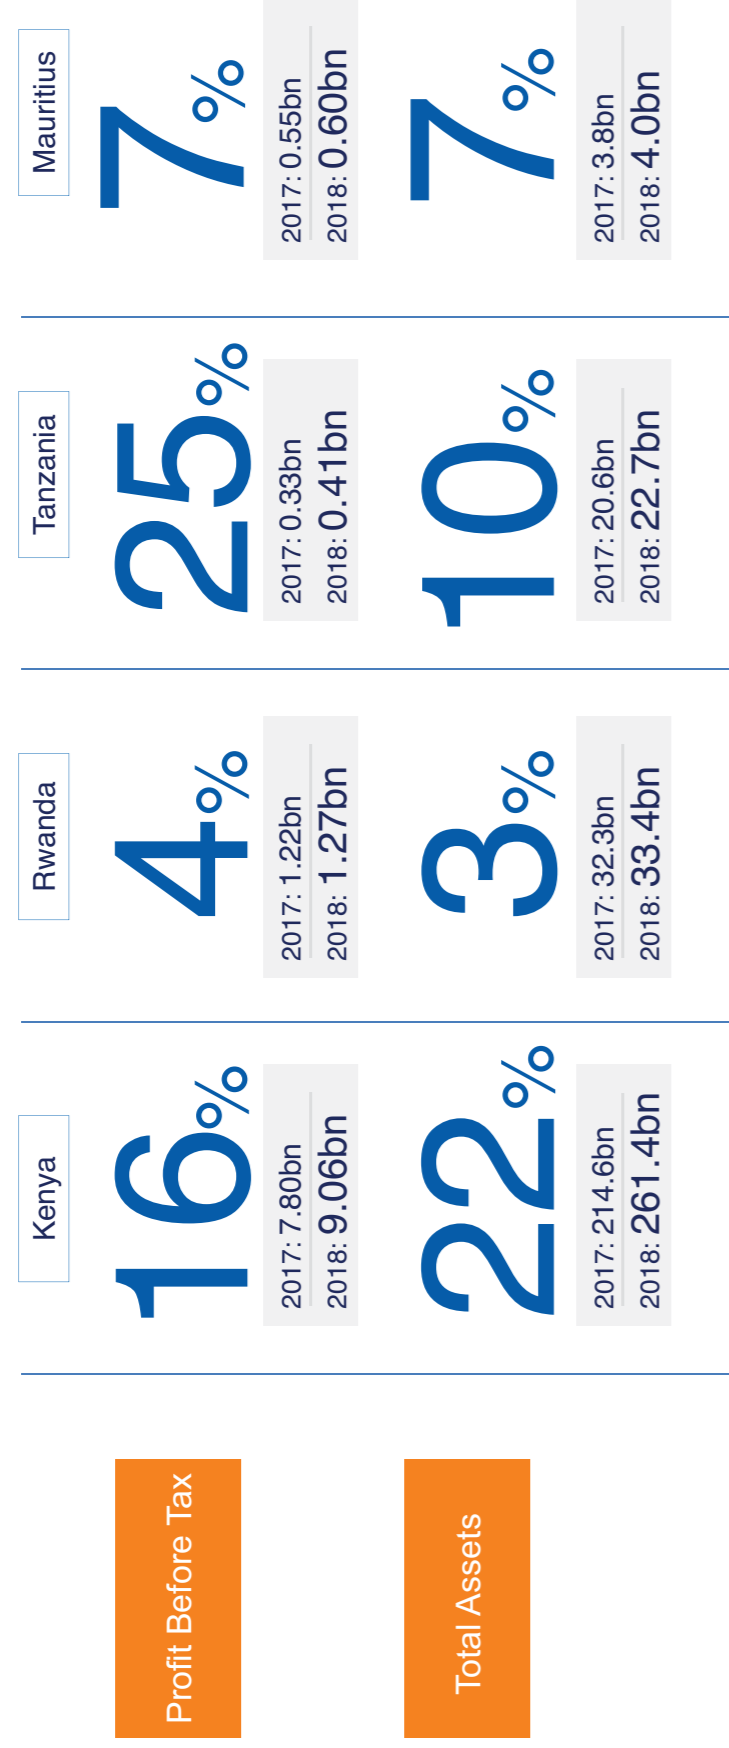 Kenya
Rwanda
Tanzania
Mauritius
Profit Before Tax
16%
2017: 7.80bn
2018: 9.06bn
4%
2017: 1.22bn
2018: 1.27bn
25%
2017: 0.33bn
2018: 0.41bn
7%
2017: 0.55bn
2018: 0.60bn
Total Assets
22%
2017: 214.6bn
2018: 261.4bn
3%
2017: 32.3bn
2018: 33.4bn
10%
2017: 20.6bn
2018: 22.7bn
7%
2017: 3.8bn
2018: 4.0bn